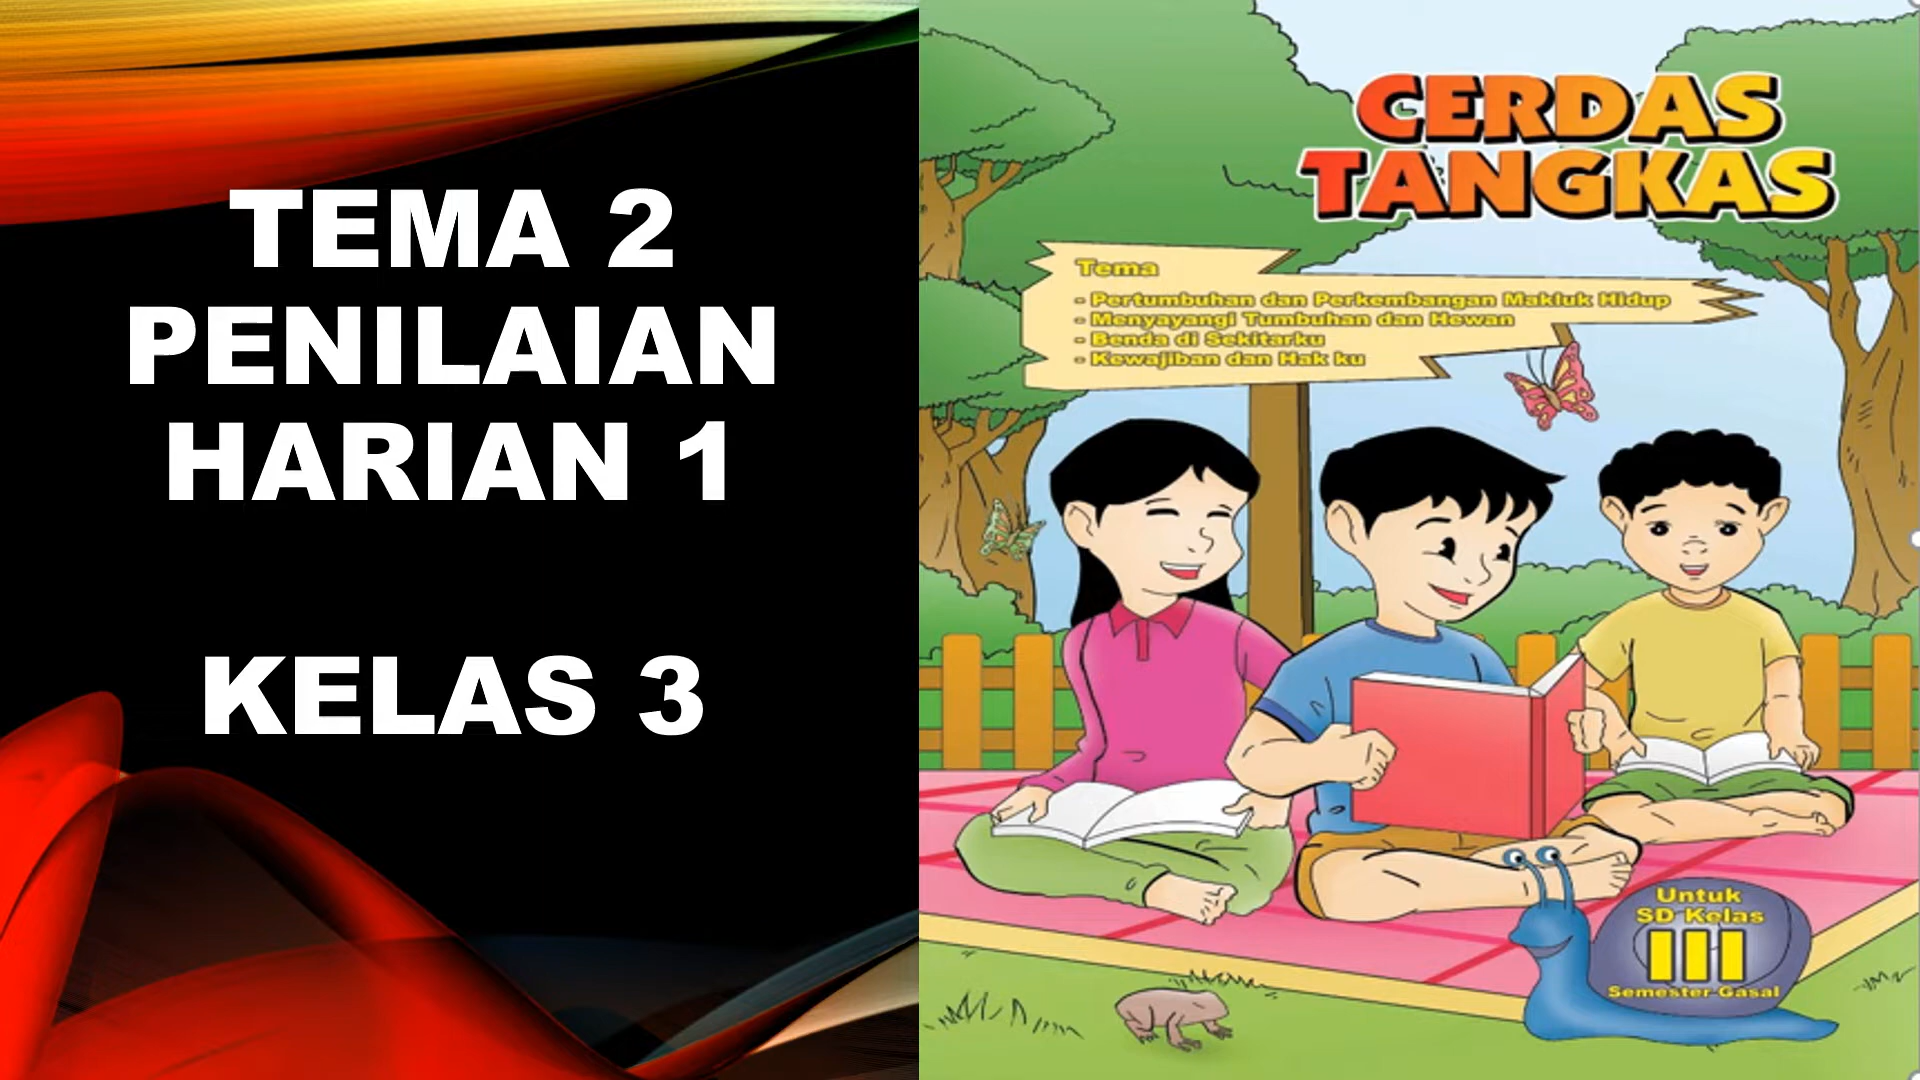 TEMA 2
PENILAIAN
HARIAN 1
KELAS 3
CERDAS
TANGKAS
Tema
- Pertumbuhan dan Perkembangan Makluk Hidup
- Menyayangi Tumbuhan dan Hewan
- Benda di Sekitarku
- Kewajiban dan Hak ku
Untuk
SD Kelas
III
Semester Gasal